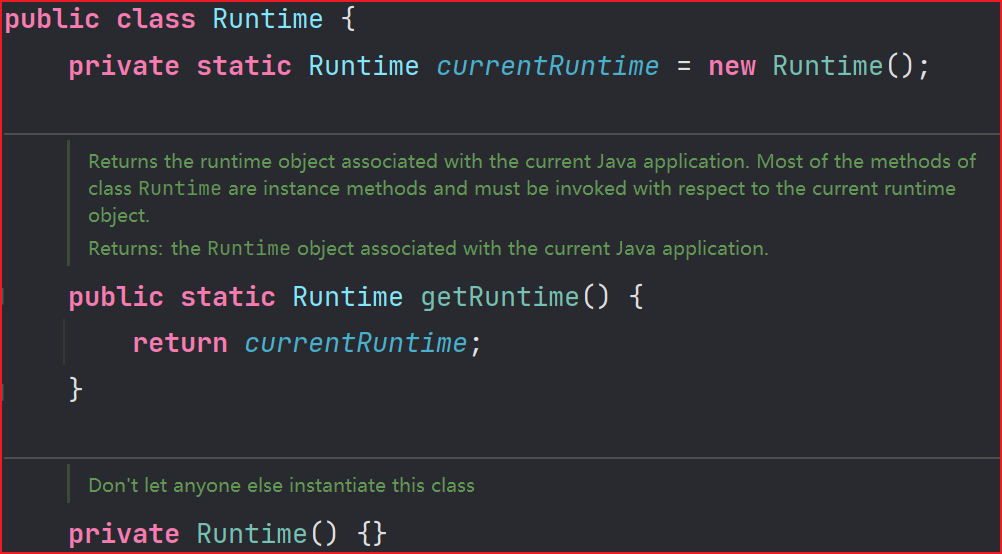 public class Runtime {
private static Runtime currentRuntime = new Runtime();
Returns the runtime object associated with the current Java application. Most of the methods of
class Runtime are instance methods and must be invoked with respect to the current runtime
object.
Returns: the Runtime object associated with the current Java application.
public static Runtime getRuntime() {
return currentRuntime;
}
Don't let anyone else instantiate this class
private Runtime() {}